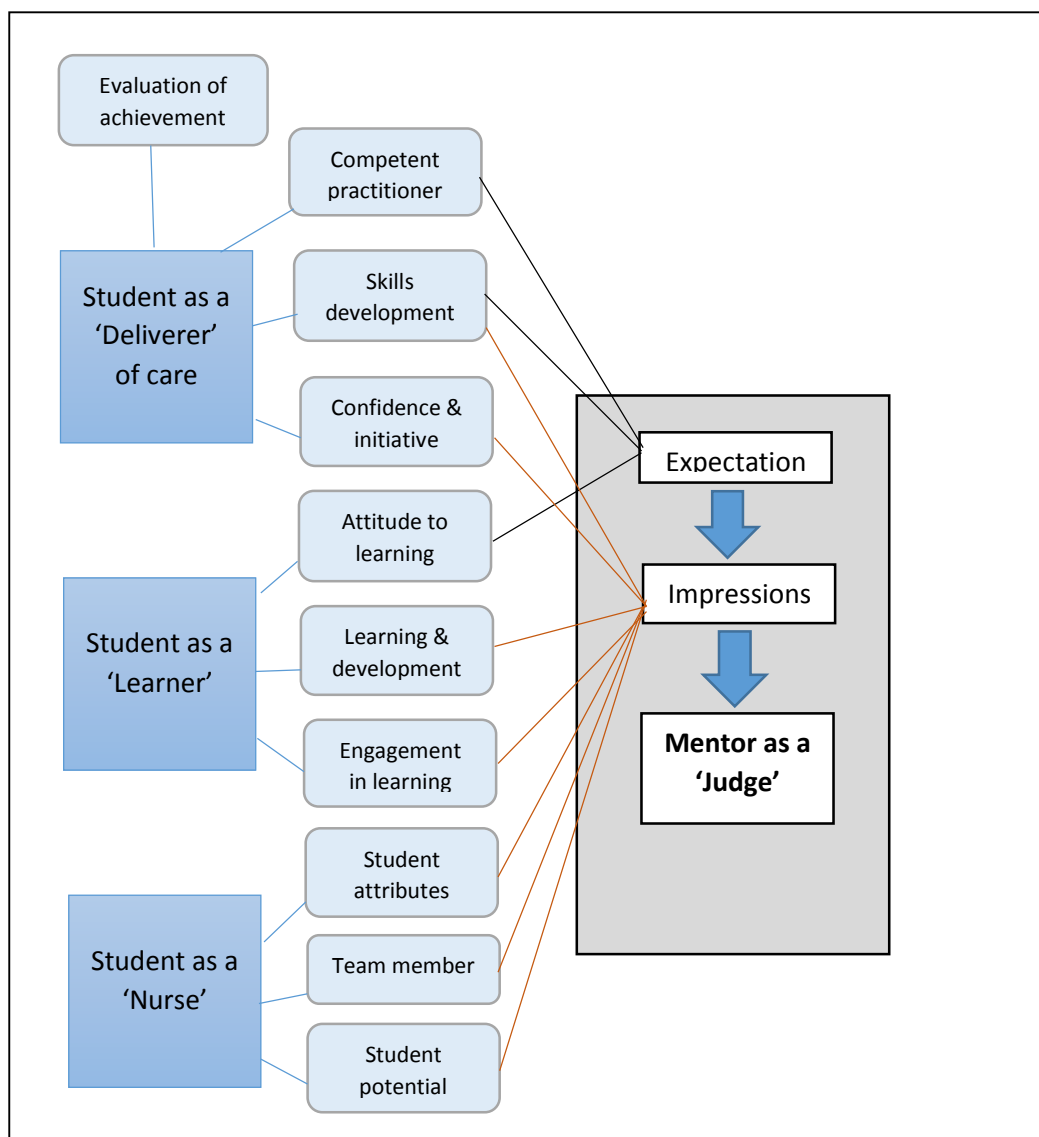 Evaluation of
achievement
Competent
practitioner
Student as a
‘Deliverer’
of care
Skills
development
Confidence &
initiative
Expectation
Attitude to
learning
Impressions
Student as a
‘Learner’
Learning &
development
Mentor as a
‘Judge’
Engagement
in learning
Student
attributes
Student as a
‘Nurse’
Team member
Student
potential